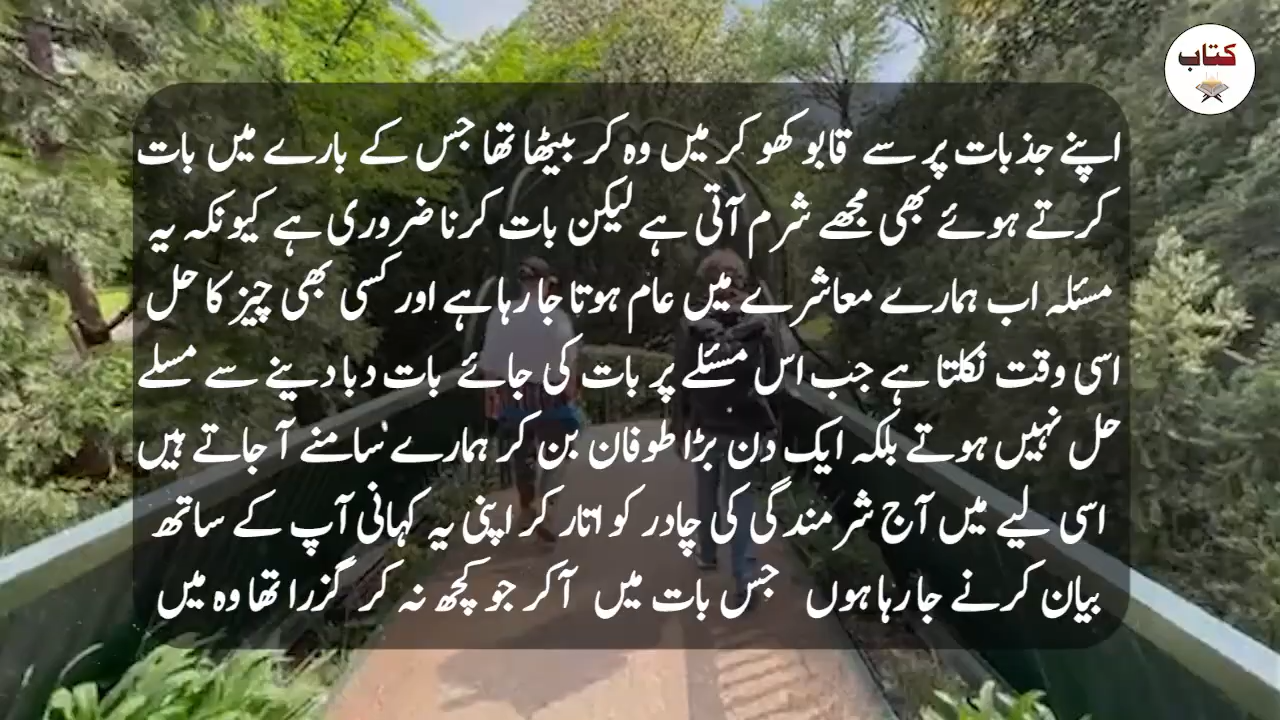 کتاب
اپنے جذبات پر سے قابو کھو کر میں وہ کر بیٹھا تھا جس کے بارے میں بات
کرتے ہوئے بھی مجھے شرم آتی ہے لیکن بات کرنا ضروری ہے کیونکہ یہ
مسئلہ اب ہمارے معاشرے میں عام ہوتا جا رہا ہے اور کسی بھی چیز کا حل
اسی وقت نکلتا ہے جب اس مسئلے پر بات کی جائے بات دبا دینے سے مسلے
حل نہیں ہوتے بلکہ ایک دن بڑا طوفان بن کر ہمارے سامنے آ جاتے ہیں
اسی لیے میں آج شرمندگی کی چادر کو اتار کر اپنی یہ کہانی آپ کے ساتھ
بیان کرنے جا رہا ہوں جس بات میں آکر جو کچھ نہ کر گزرا تھا وہ میں